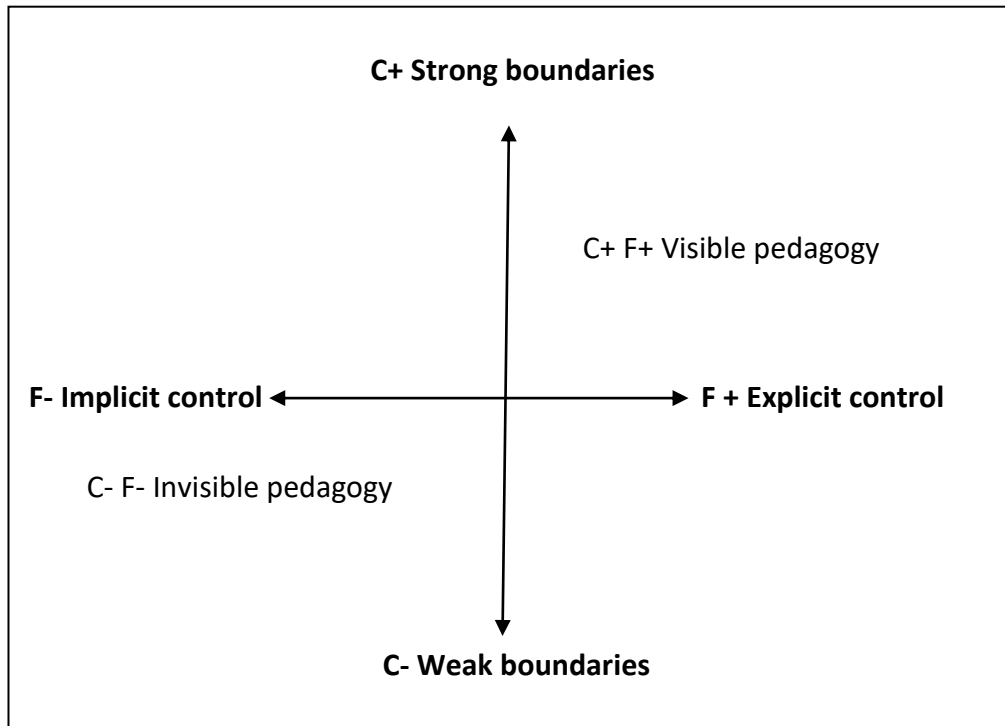 C+ Strong boundaries
C+ F+ Visible pedagogy
F- Implicit control
F + Explicit control
C- F- Invisible pedagogy
C- Weak boundaries